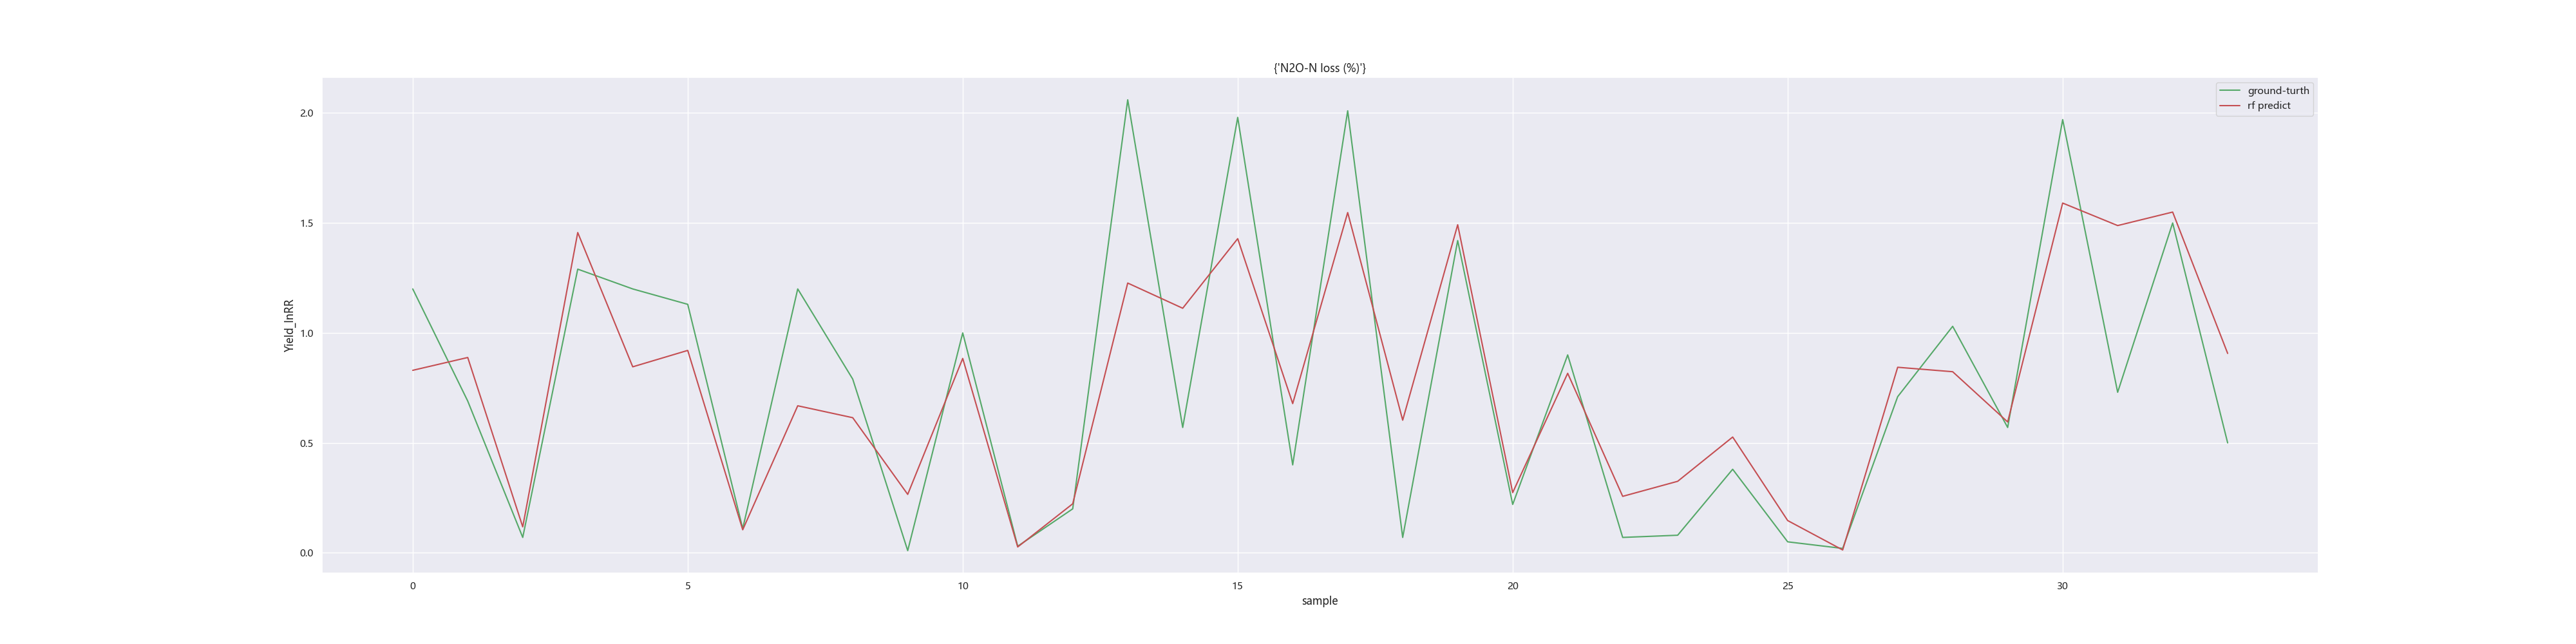 {'N2O-N loss (%)'}
ground-turth
rf predict
Yield_lnRR
2.0
1.5
1.0
0.5
0.0
0 5 10 15 20 25 30
sample